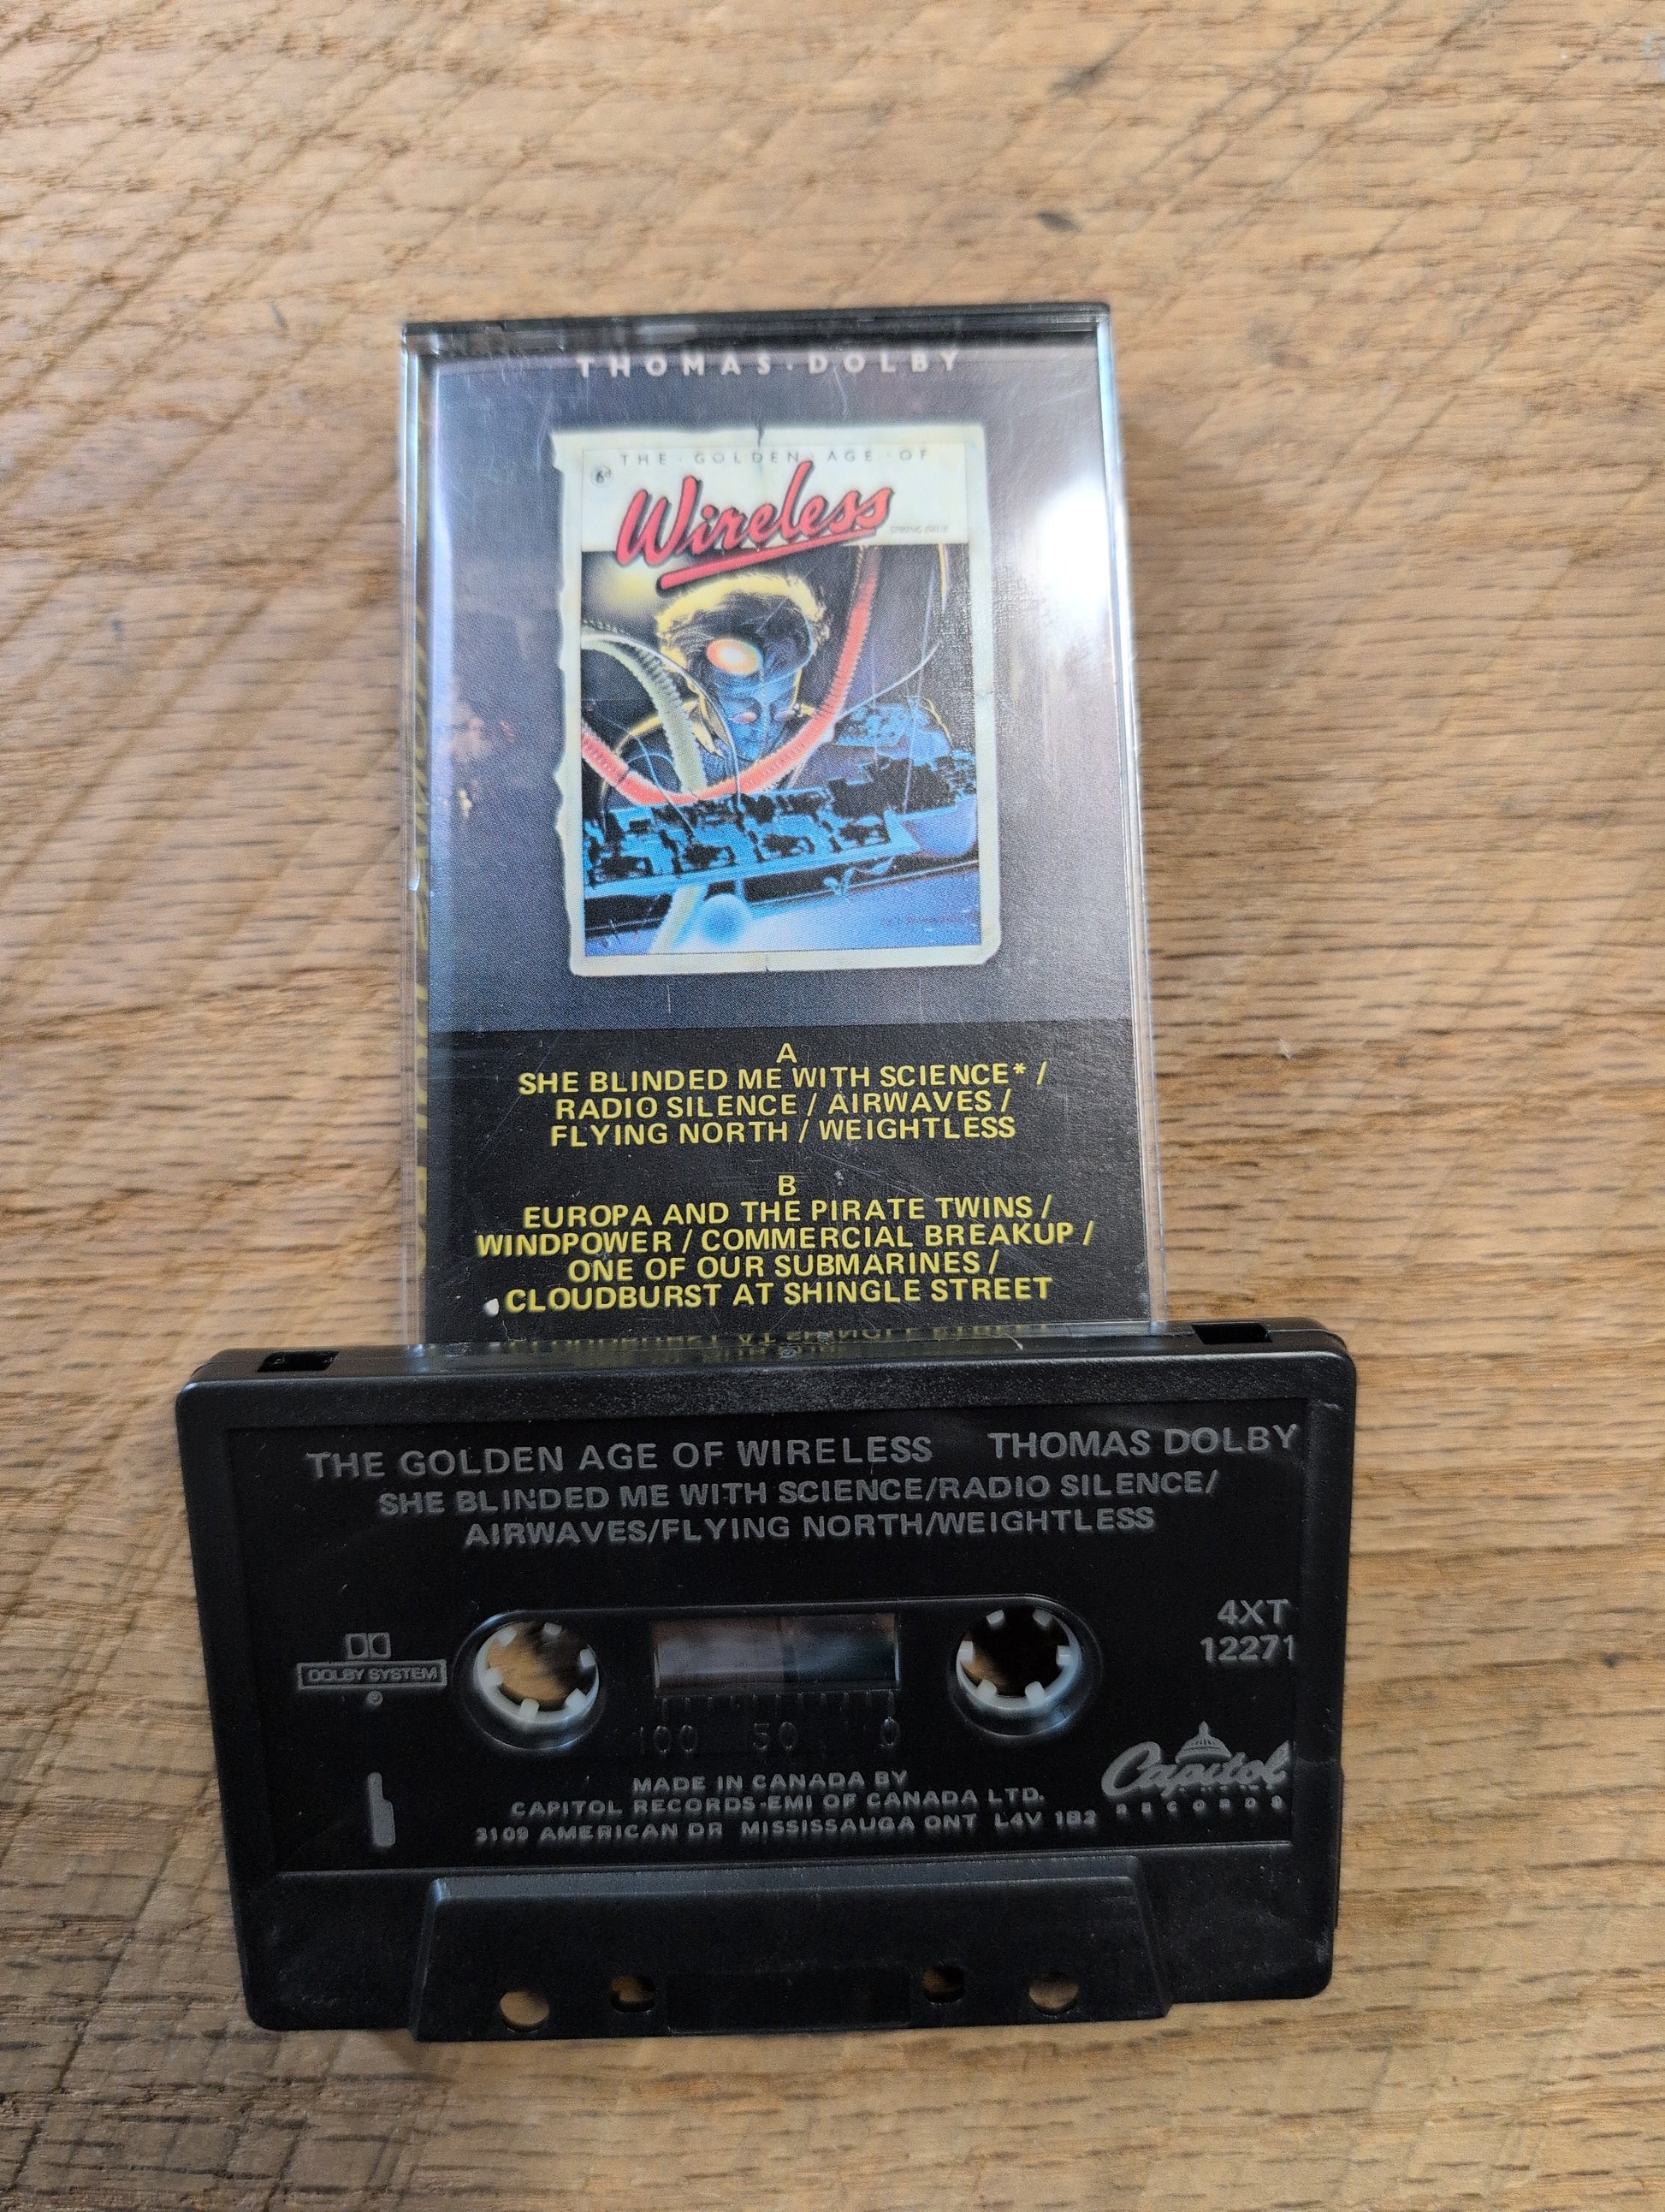 THOMAS·DOLBY
THE·GOLDEN·AGE·OF
6d
Wireless
A
SHE BLINDED ME WITH SCIENCE* /
RADIO SILENCE / AIRWAVES /
FLYING NORTH / WEIGHTLESS
B
EUROPA AND THE PIRATE TWINS /
WINDPOWER / COMMERCIAL BREAKUP /
ONE OF OUR SUBMARINES /
CLOUDBURST AT SHINGLE STREET
THE GOLDEN AGE OF WIRELESS THOMAS DOLBY
SHE BLINDED ME WITH SCIENCE/RADIO SILENCE/
AIRWAVES/FLYING NORTH/WEIGHTLESS
4XT
12271
DOLBY SYSTEM
100 50 0
MADE IN CANADA BY
CAPITOL RECORDS-EMI OF CANADA LTD.
3109 AMERICAN DR MISSISSAUGA ONT L4V 1B2
Capitol
RECORDS